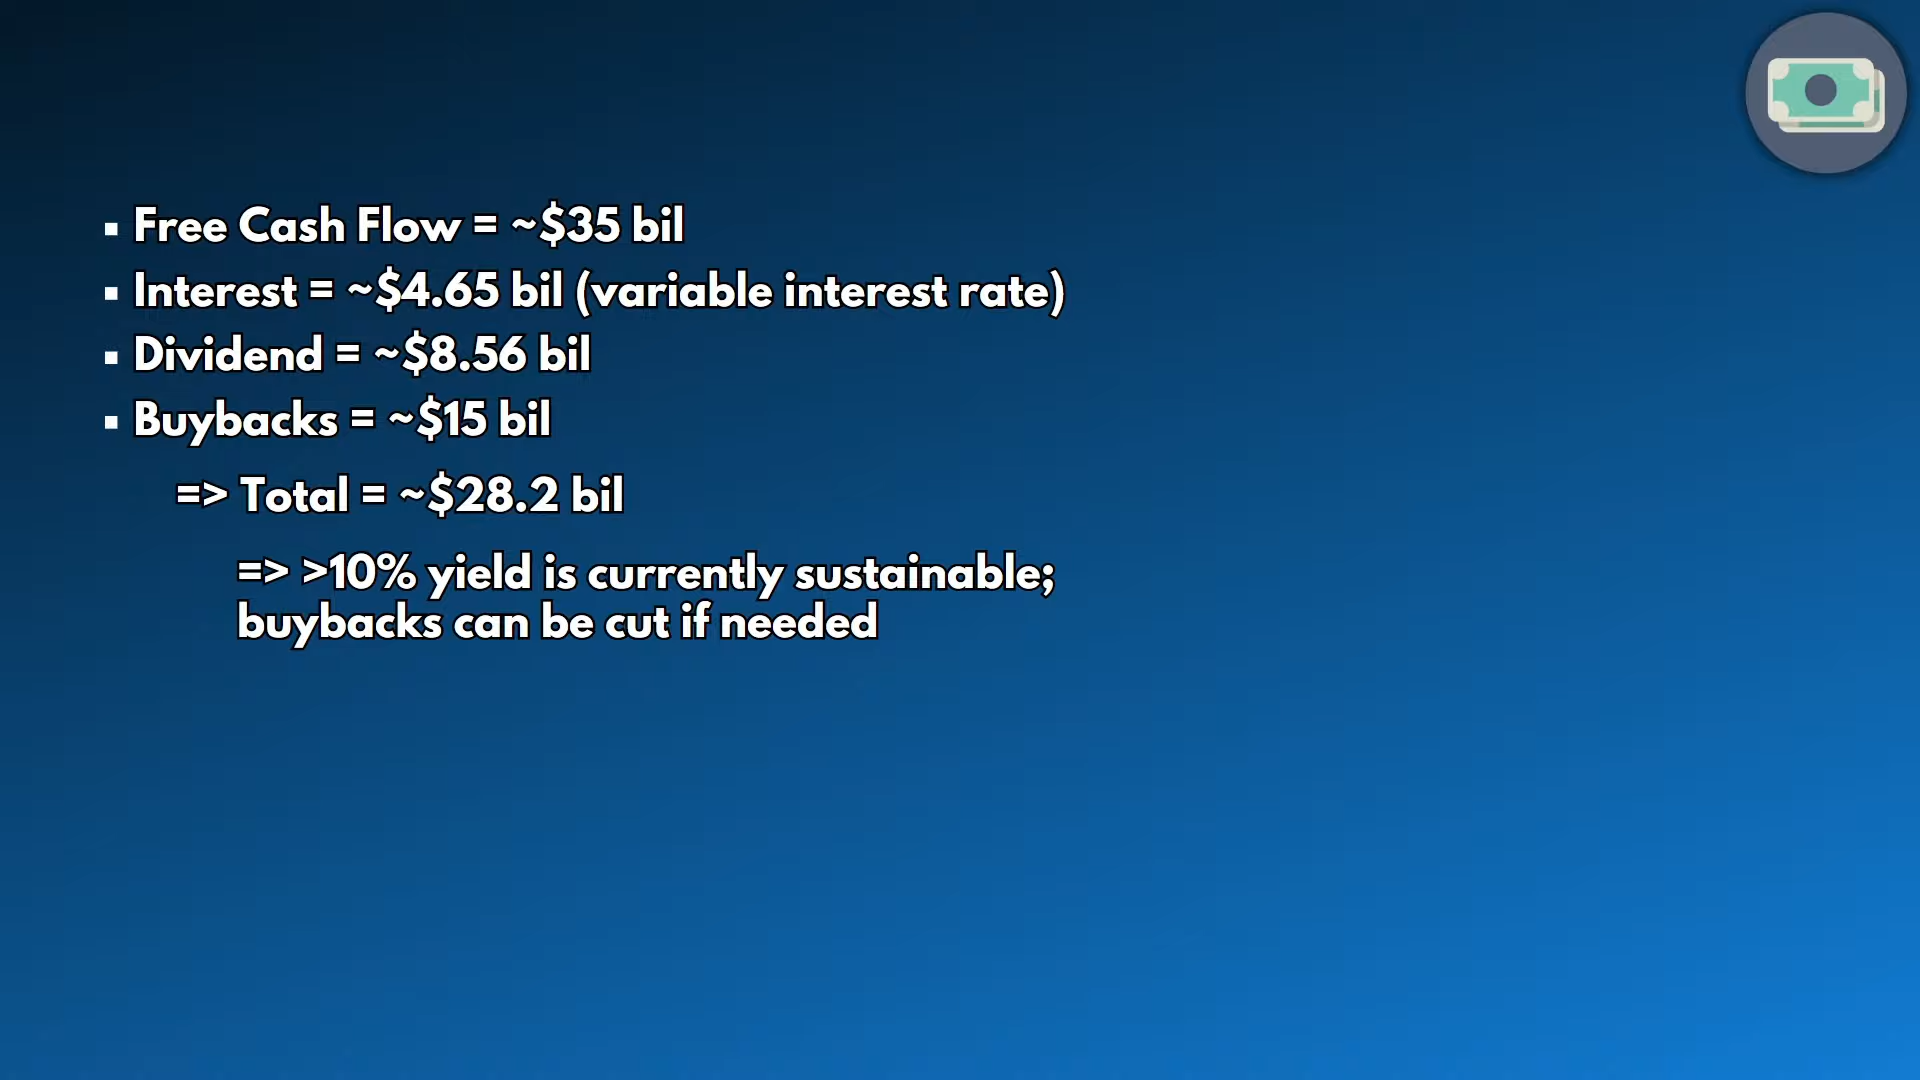 ▪ Free Cash Flow = ~$35 bil
▪ Interest = ~$4.65 bil (variable interest rate)
▪ Dividend = ~$8.56 bil
▪ Buybacks = ~$15 bil
=> Total = ~$28.2 bil
=> >10% yield is currently sustainable;
buybacks can be cut if needed